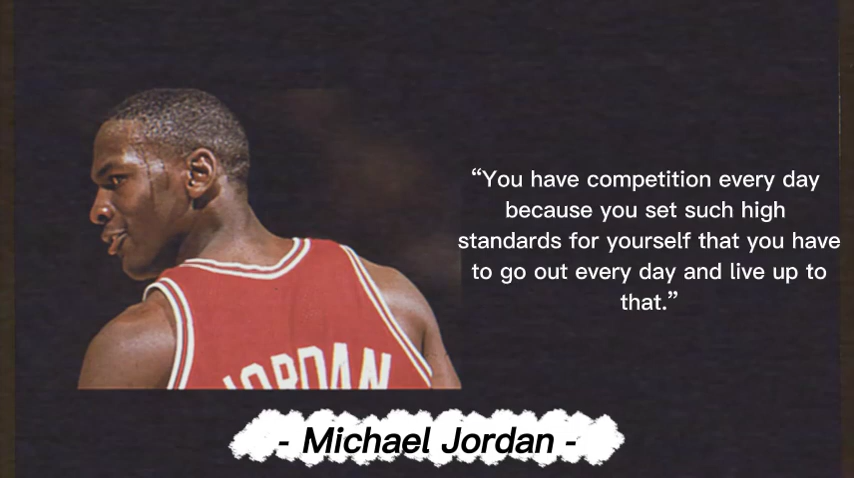 “You have competition every day
because you set such high
standards for yourself that you have
to go out every day and live up to
that.”
JORDAN
- Michael Jordan -